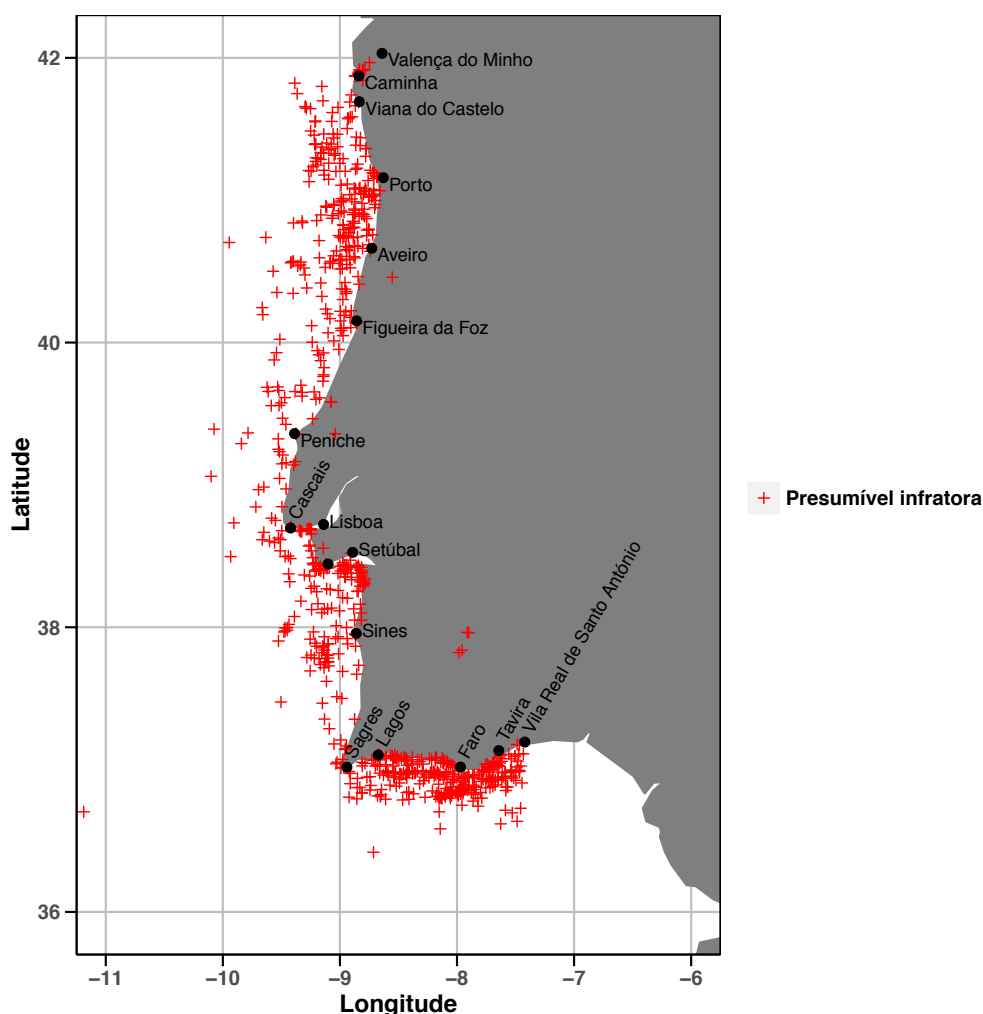 42
40
38
36
Latitude
Valença do Minho
Caminha
Viana do Castelo
Porto
Aveiro
Figueira da Foz
Peniche
Cascais
Lisboa
Setúbal
Sines
Sagres
Lagos
Faro
Tavira
Vila Real de Santo António
−11
−10
−9
−8
−7
−6
Longitude
Presumível infratora